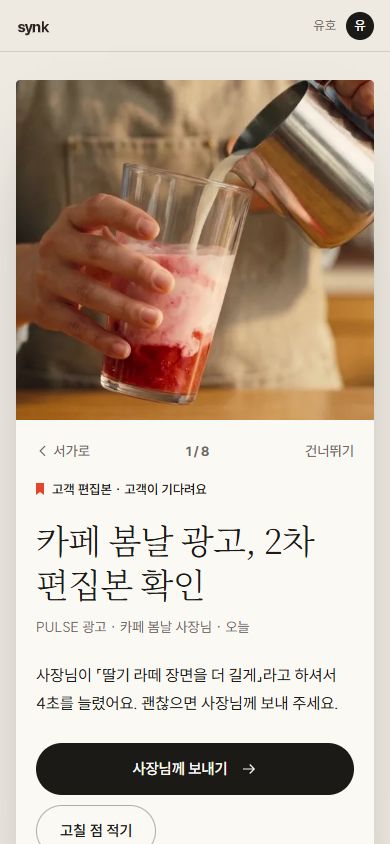 synk
유호 유
서가로 1 / 8 건너뛰기
고객 편집본 · 고객이 기다려요
카페 봄날 광고, 2차
편집본 확인
PULSE 광고 · 카페 봄날 사장님 · 오늘
사장님이 「딸기 라떼 장면을 더 길게」라고 하셔서
4초를 늘렸어요. 괜찮으면 사장님께 보내 주세요.
사장님께 보내기 →
고칠 점 적기